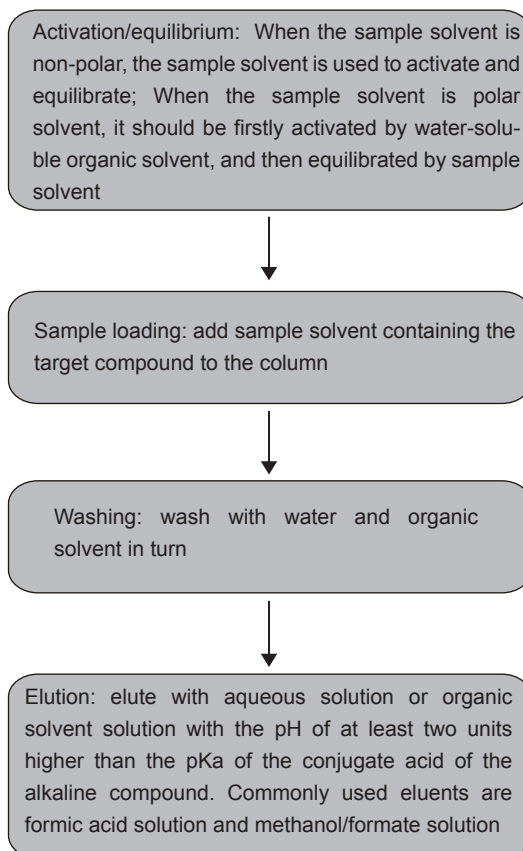 Activation/equilibrium: When the sample solvent is
non-polar, the sample solvent is used to activate and
equilibrate; When the sample solvent is polar
solvent, it should be firstly activated by water-solu-
ble organic solvent, and then equilibrated by sample
solvent
Sample loading: add sample solvent containing the
target compound to the column
Washing: wash with water and organic
solvent in turn
Elution: elute with aqueous solution or organic
solvent solution with the pH of at least two units
higher than the pKa of the conjugate acid of the
alkaline compound. Commonly used eluents are
formic acid solution and methanol/formate solution